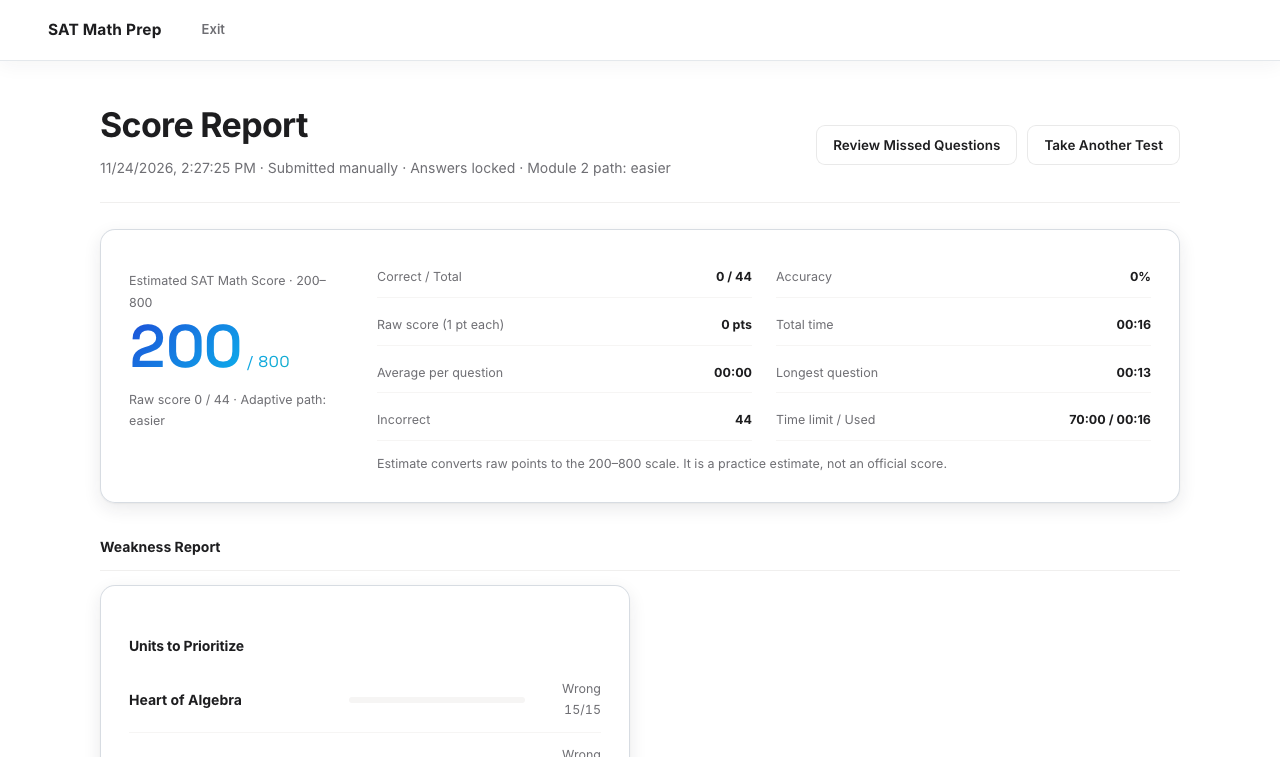 SAT Math Prep
Exit
Score Report
11/24/2026, 2:27:25 PM · Submitted manually · Answers locked · Module 2 path: easier
Review Missed Questions
Take Another Test
Estimated SAT Math Score · 200–
800
200 / 800
Raw score 0 / 44 · Adaptive path:
easier
Correct / Total 0 / 44
Accuracy 0%
Raw score (1 pt each) 0 pts
Total time 00:16
Average per question 00:00
Longest question 00:13
Incorrect 44
Time limit / Used 70:00 / 00:16
Estimate converts raw points to the 200–800 scale. It is a practice estimate, not an official score.
Weakness Report
Units to Prioritize
Heart of Algebra
Wrong
15/15
Wrong